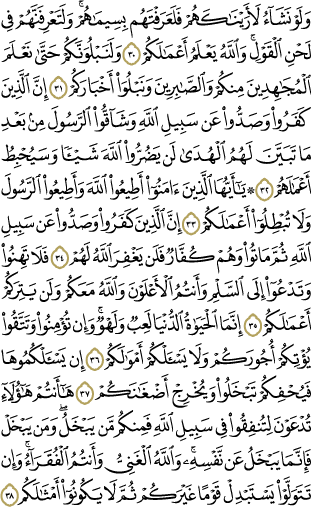 وَلَوْ نَشَآءُ لَأَرَيْنَٰكَهُمْ فَلَعَرَفْتَهُم بِسِيمَٰهُمْ ۚ وَلَتَعْرِفَنَّهُمْ فِى
لَحْنِ ٱلْقَوْلِ ۚ وَٱللَّهُ يَعْلَمُ أَعْمَٰلَكُمْ ٣٠ وَلَنَبْلُوَنَّكُمْ حَتَّىٰ نَعْلَمَ
ٱلْمُجَٰهِدِينَ مِنكُمْ وَٱلصَّٰبِرِينَ وَنَبْلُوَا۟ أَخْبَارَكُمْ ٣١ إِنَّ ٱلَّذِينَ
كَفَرُوا۟ وَصَدُّوا۟ عَن سَبِيلِ ٱللَّهِ وَشَآقُّوا۟ ٱلرَّسُولَ مِنۢ بَعْدِ
مَا تَبَيَّنَ لَهُمُ ٱلْهُدَىٰ لَن يَضُرُّوا۟ ٱللَّهَ شَيْـًٔا وَسَيُحْبِطُ
أَعْمَٰلَهُمْ ٣٢ ۞ يَٰٓأَيُّهَا ٱلَّذِينَ ءَامَنُوٓا۟ أَطِيعُوا۟ ٱللَّهَ وَأَطِيعُوا۟ ٱلرَّسُولَ
وَلَا تُبْطِلُوٓا۟ أَعْمَٰلَكُمْ ٣٣ إِنَّ ٱلَّذِينَ كَفَرُوا۟ وَصَدُّوا۟ عَن سَبِيلِ
ٱللَّهِ ثُمَّ مَاتُوا۟ وَهُمْ كُفَّارٌ فَلَن يَغْفِرَ ٱللَّهُ لَهُمْ ٣٤ فَلَا تَهِنُوا۟
وَتَدْعُوٓا۟ إِلَى ٱلسَّلْمِ وَأَنتُمُ ٱلْأَعْلَوْنَ وَٱللَّهُ مَعَكُمْ وَلَن يَتِرَكُمْ
أَعْمَٰلَكُمْ ٣٥ إِنَّمَا ٱلْحَيَوٰةُ ٱلدُّنْيَا لَعِبٌ وَلَهْوٌ ۚ وَإِن تُؤْمِنُوا۟ وَتَتَّقُوا۟
يُؤْتِكُمْ أُجُورَكُمْ وَلَا يَسْـَٔلْكُمْ أَمْوَٰلَكُمْ ٣٦ إِن يَسْـَٔلْكُمُوهَا
فَيُحْفِكُمْ تَبْخَلُوا۟ وَيُخْرِجْ أَضْغَٰنَكُمْ ٣٧ هَٰٓأَنتُمْ هَٰٓؤُلَآءِ
تُدْعَوْنَ لِتُنفِقُوا۟ فِى سَبِيلِ ٱللَّهِ فَمِنكُم مَّن يَبْخَلُ ۖ وَمَن يَبْخَلْ
فَإِنَّمَا يَبْخَلُ عَن نَّفْسِهِۦ ۚ وَٱللَّهُ ٱلْغَنِىُّ وَأَنتُمُ ٱلْفُقَرَآءُ ۚ وَإِن
تَتَوَلَّوْا۟ يَسْتَبْدِلْ قَوْمًا غَيْرَكُمْ ثُمَّ لَا يَكُونُوٓا۟ أَمْثَٰلَكُم ٣٨